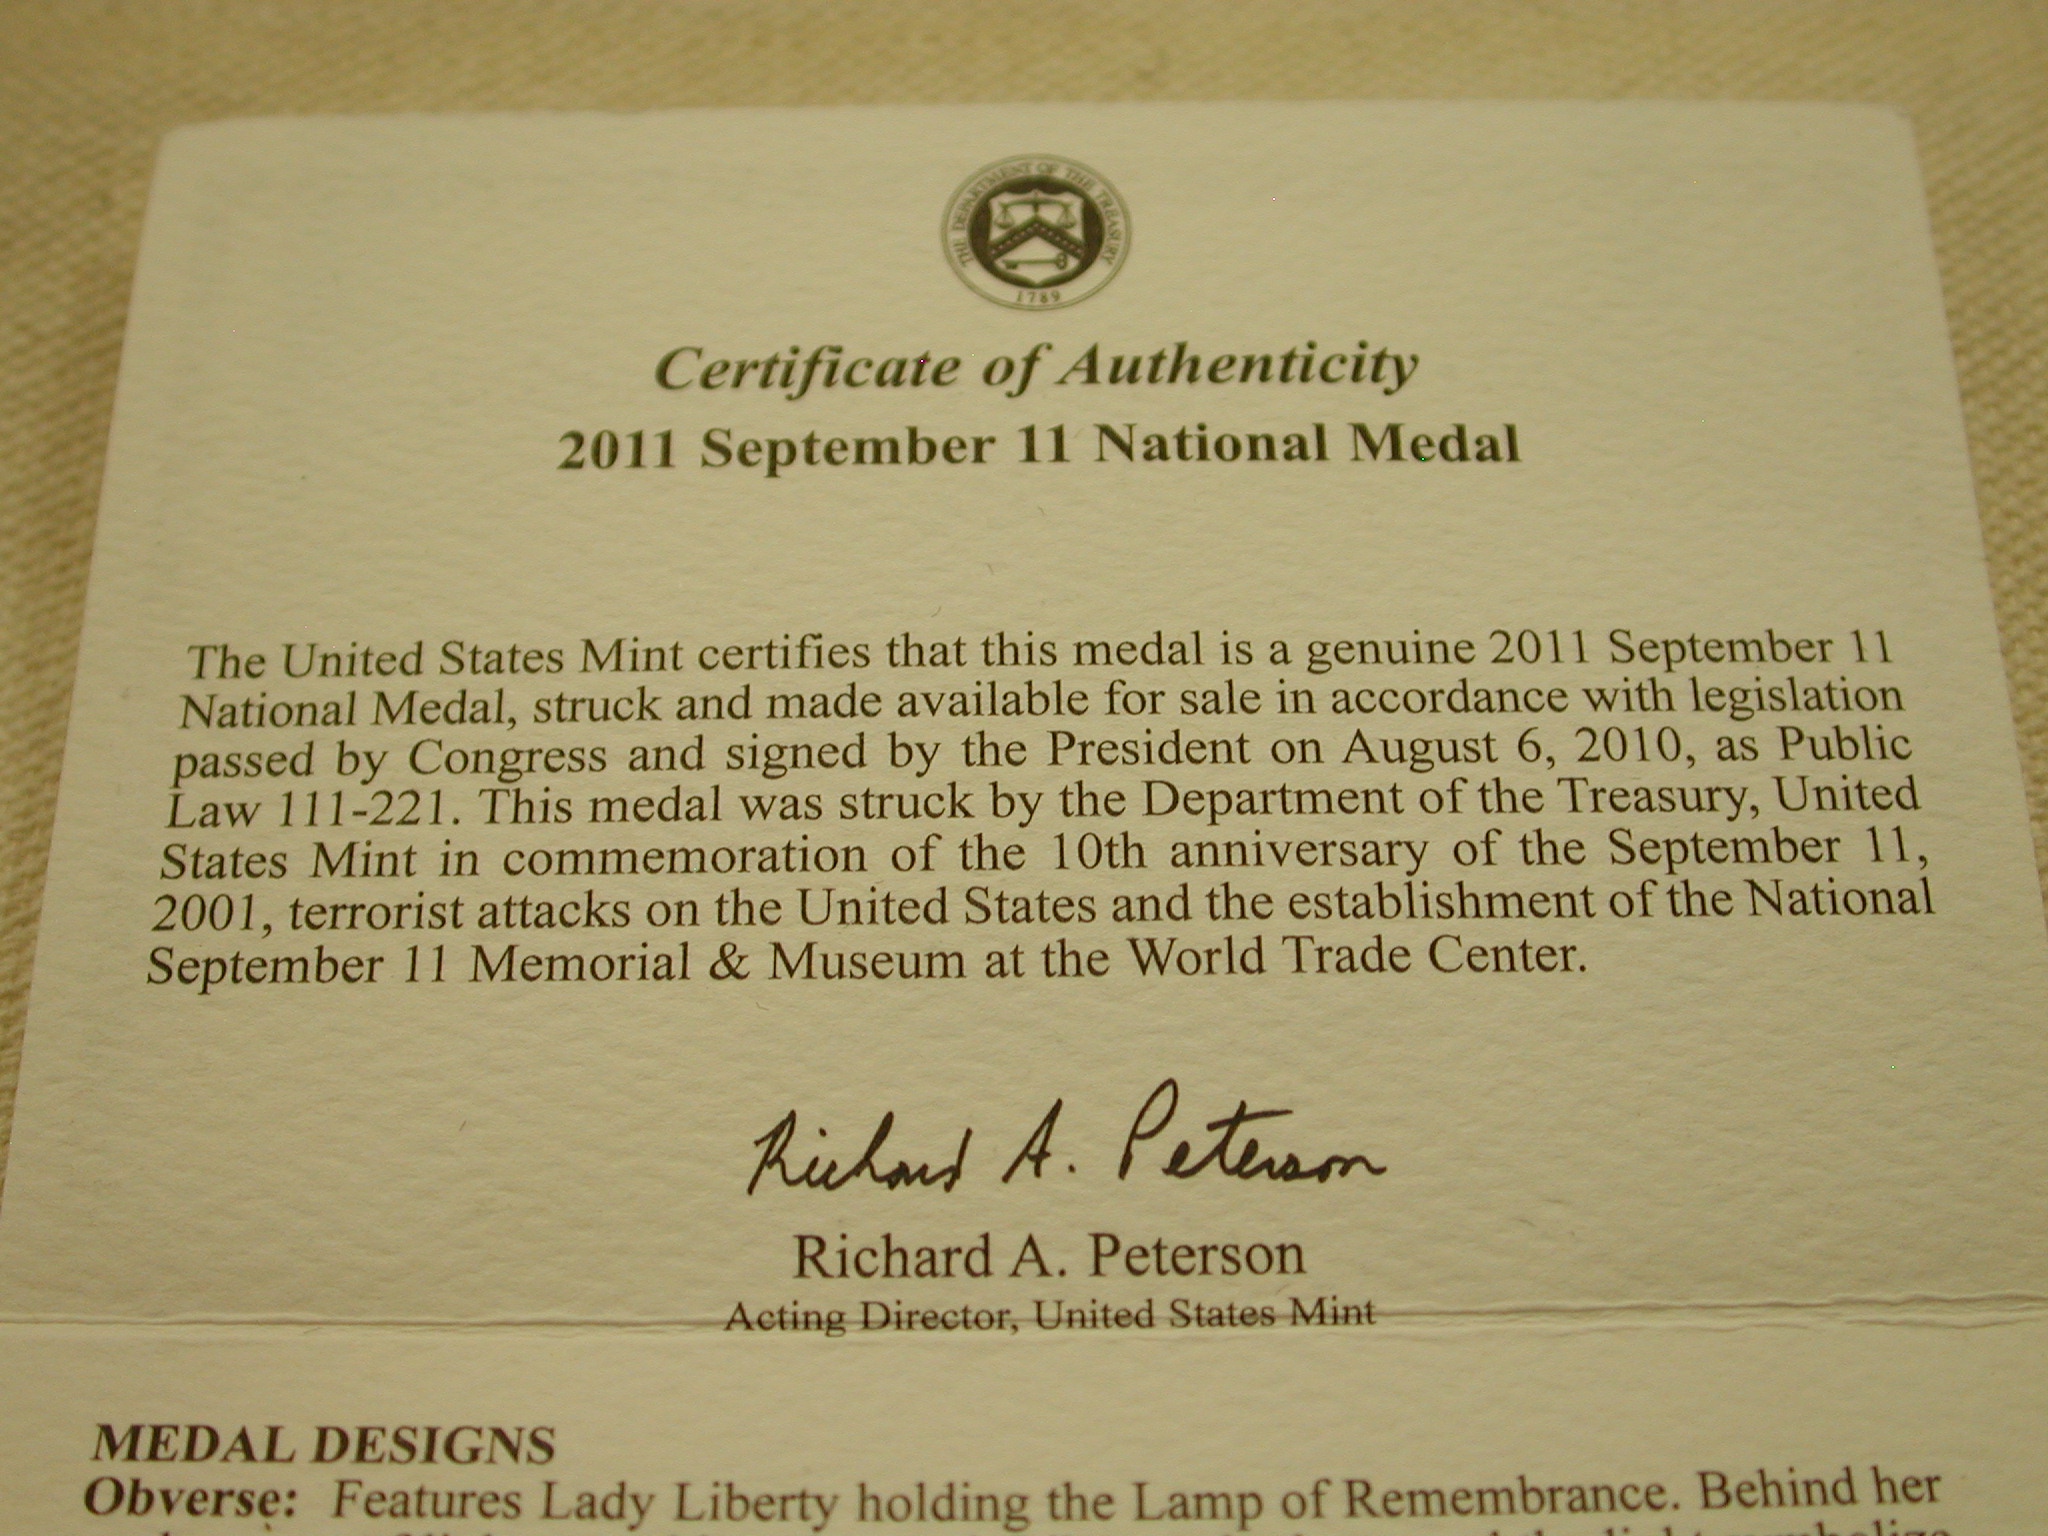 THE DEPARTMENT OF THE TREASURY
1789
Certificate of Authenticity
2011 September 11 National Medal
The United States Mint certifies that this medal is a genuine 2011 September 11
National Medal, struck and made available for sale in accordance with legislation
passed by Congress and signed by the President on August 6, 2010, as Public
Law 111-221. This medal was struck by the Department of the Treasury, United
States Mint in commemoration of the 10th anniversary of the September 11,
2001, terrorist attacks on the United States and the establishment of the National
September 11 Memorial & Museum at the World Trade Center.
Richard A. Peterson
Richard A. Peterson
Acting Director, United States Mint
MEDAL DESIGNS
Obverse: Features Lady Liberty holding the Lamp of Remembrance. Behind her